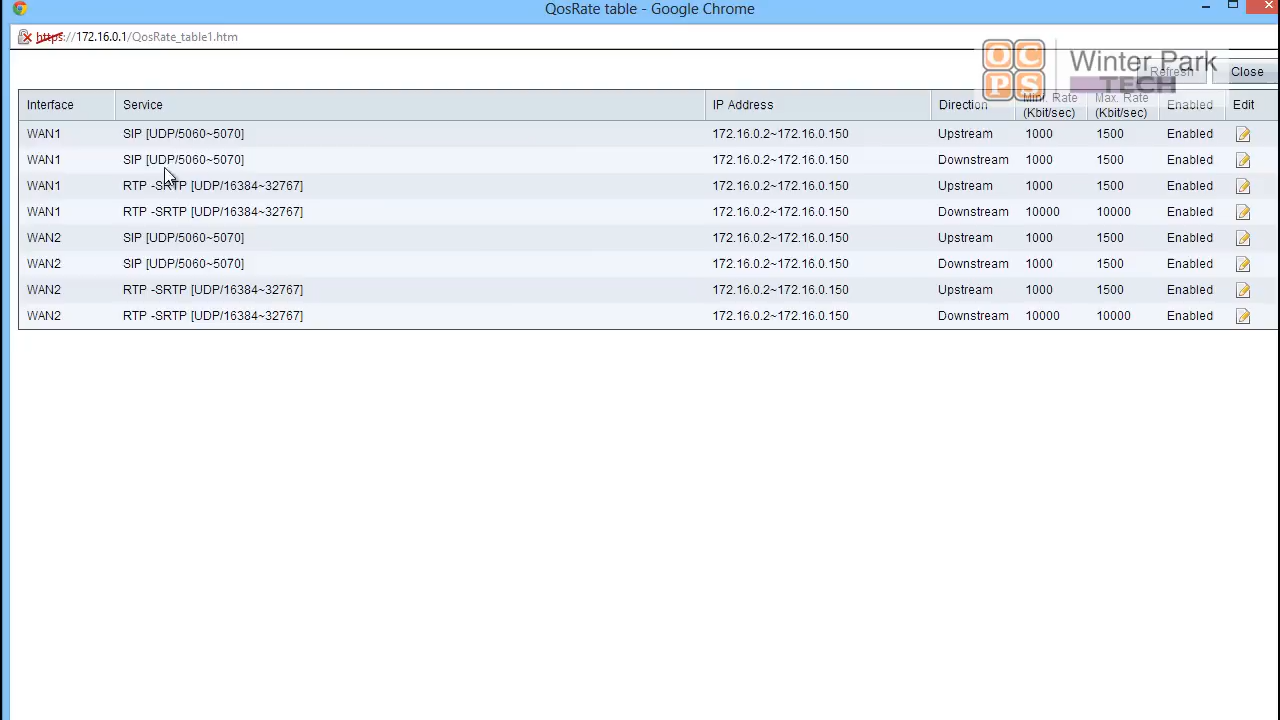 QosRate table - Google Chrome
https://172.16.0.1/QosRate_table1.htm
OC
PS
Winter Park
TECH
Refresh
Close
Interface Service IP Address Direction Mini. Rate (Kbit/sec) Max. Rate (Kbit/sec) Enabled Edit
WAN1 SIP [UDP/5060~5070] 172.16.0.2~172.16.0.150 Upstream 1000 1500 Enabled
WAN1 SIP [UDP/5060~5070] 172.16.0.2~172.16.0.150 Downstream 1000 1500 Enabled
WAN1 RTP -SRTP [UDP/16384~32767] 172.16.0.2~172.16.0.150 Upstream 1000 1500 Enabled
WAN1 RTP -SRTP [UDP/16384~32767] 172.16.0.2~172.16.0.150 Downstream 10000 10000 Enabled
WAN2 SIP [UDP/5060~5070] 172.16.0.2~172.16.0.150 Upstream 1000 1500 Enabled
WAN2 SIP [UDP/5060~5070] 172.16.0.2~172.16.0.150 Downstream 1000 1500 Enabled
WAN2 RTP -SRTP [UDP/16384~32767] 172.16.0.2~172.16.0.150 Upstream 1000 1500 Enabled
WAN2 RTP -SRTP [UDP/16384~32767] 172.16.0.2~172.16.0.150 Downstream 10000 10000 Enabled